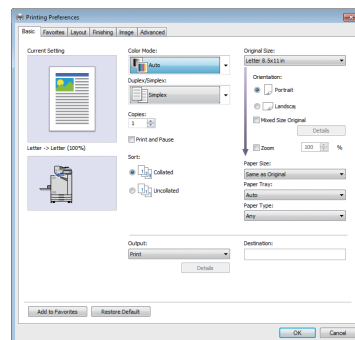 Printing Preferences
Basic Favorites Layout Finishing Image Advanced
Current Setting
Letter -> Letter (100%)
Color Mode:
Auto
Duplex/Simplex:
Simplex
Copies:
1
Print and Pause
Sort:
Collated
Uncollated
Output:
Print
Details
Original Size:
Letter 8.5x11 in
Orientation:
Portrait
Landscap
Mixed Size Original
Details
Zoom 100 %
Paper Size:
Same as Original
Paper Tray:
Auto
Paper Type:
Any
Destination:
Add to Favorites Restore Default
OK Cancel